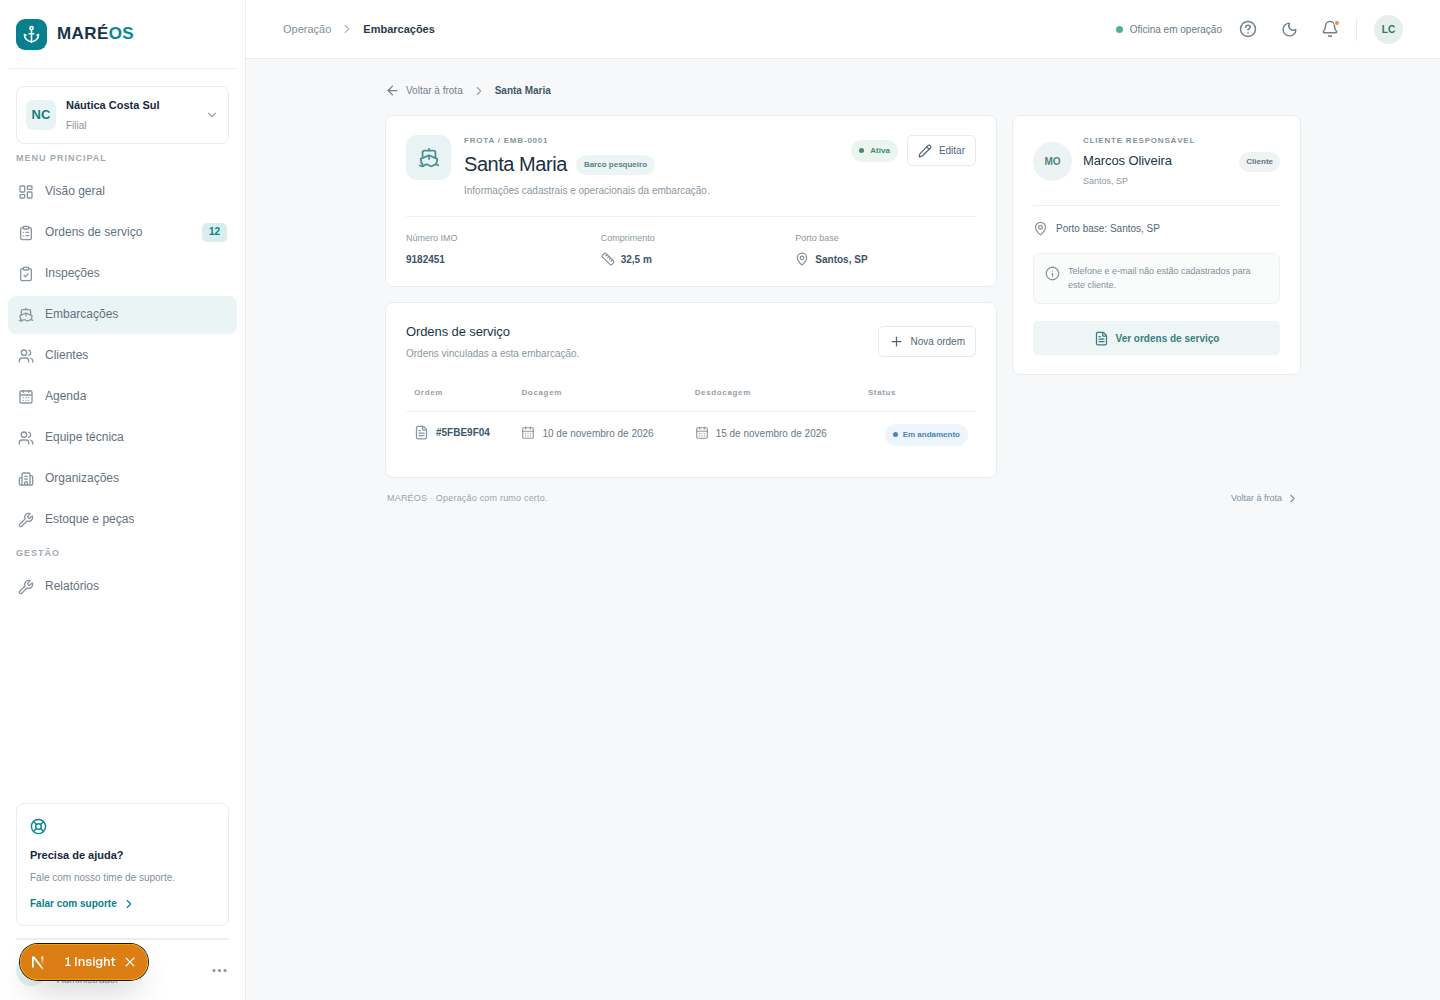 MARÉOS
NC
Náutica Costa Sul
Filial
MENU PRINCIPAL
Visão geral
Ordens de serviço
12
Inspeções
Embarcações
Clientes
Agenda
Equipe técnica
Organizações
Estoque e peças
GESTÃO
Relatórios
Precisa de ajuda?
Fale com nosso time de suporte.
Falar com suporte
1 Insight
Operação
Embarcações
Oficina em operação
LC
Voltar à frota
Santa Maria
FROTA / EMB-0001
Santa Maria
Barco pesqueiro
Informações cadastrais e operacionais da embarcação.
Ativa
Editar
Número IMO
Comprimento
Porto base
9182451
32,5 m
Santos, SP
Ordens de serviço
Ordens vinculadas a esta embarcação.
Nova ordem
Ordem
Docagem
Desdocagem
Status
#5FBE9F04
10 de novembro de 2026
15 de novembro de 2026
Em andamento
MARÉOS · Operação com rumo certo.
Voltar à frota
MO
CLIENTE RESPONSÁVEL
Marcos Oliveira
Santos, SP
Cliente
Porto base: Santos, SP
Telefone e e-mail não estão cadastrados para
este cliente.
Ver ordens de serviço